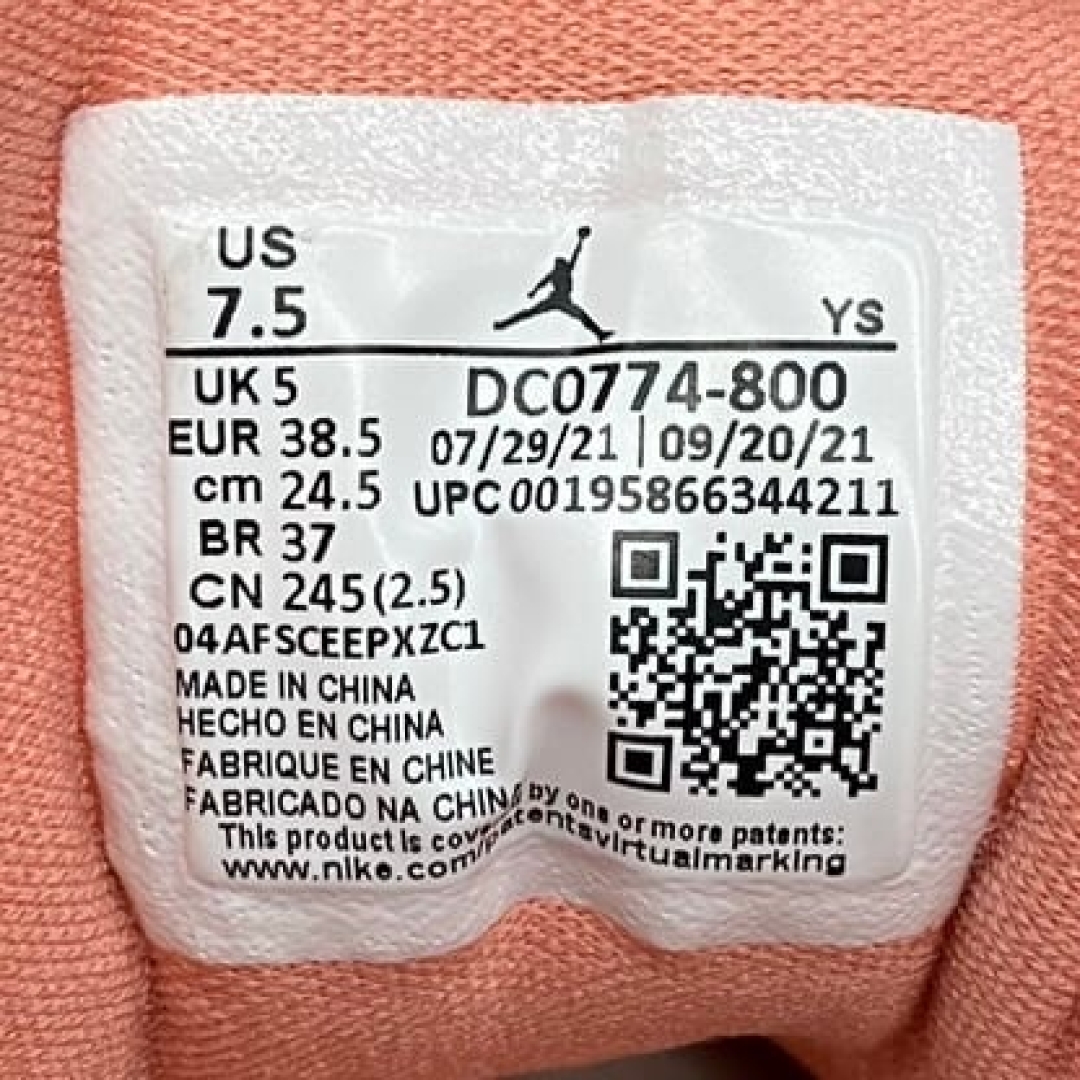 US
7.5
YS
UK 5
DC0774-800
EUR 38.5
07/29/21 | 09/20/21
cm 24.5
UPC 00195866344211
BR 37
CN 245 (2.5)
04AFSCEEPXZC1
MADE IN CHINA
HECHO EN CHINA
FABRIQUE EN CHINE
FABRICADO NA CHINA
This product is covered by one or more patents:
www.nike.com/patentsvirtualmarking